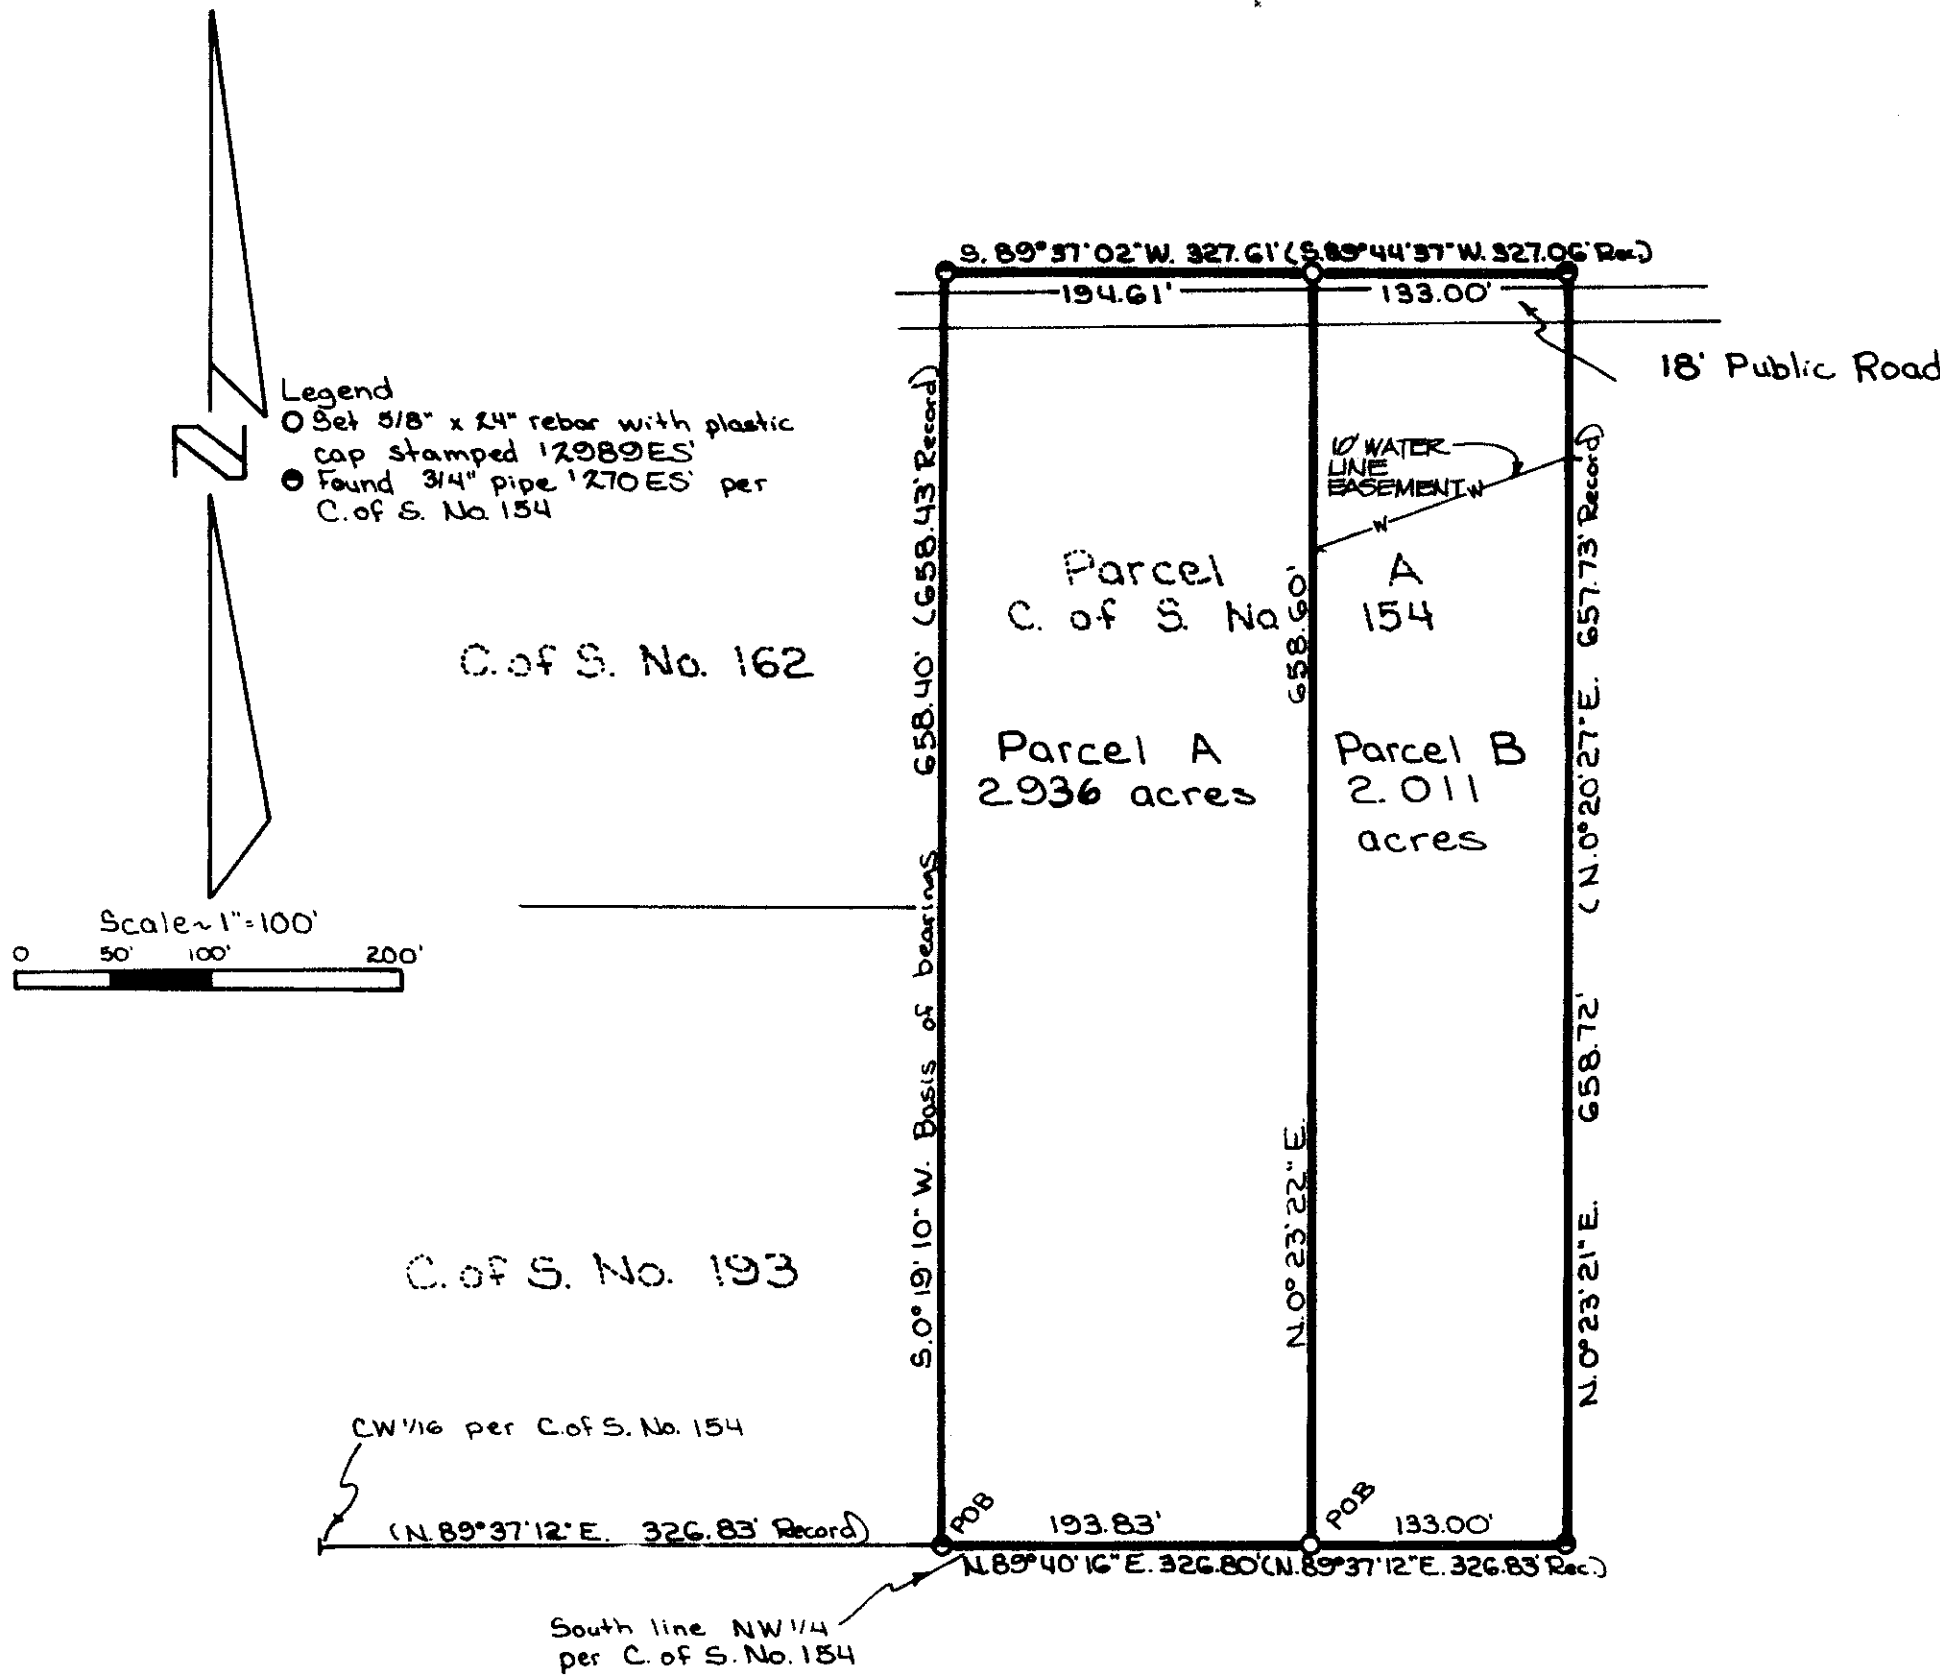 S. 89°37'02"W. 327.61' (S.89°44'37"W. 327.06' Rec.)
194.61'
133.00'
18' Public Road
Legend
Set 5/8" x 24" rebar with plastic
cap stamped '2989ES'
Found 3/4" pipe '270 ES' per
C. of S. No. 154
10' WATER
LINE
EASEMENT
W
W
Parcel A
C. of S. No 154
C. of S. No. 162
Parcel A
2.936 acres
Parcel B
2.011
acres
S.0°19'10" W. Basis of bearings 658.40' (658.43' Record)
N.0°23'22"E. 658.60'
N.0°23'21"E. 658.72' (N.0°20'27"E. 657.73' Record)
Scale~1"=100'
0 50' 100' 200'
C. of S. No. 193
CW 1/16 per C. of S. No. 154
(N.89°37'12"E. 326.83' Record)
POB
193.83'
POB
133.00'
N.89°40'16"E. 326.80' (N.89°37'12"E. 326.83' Rec.)
South line NW 1/4
per C. of S. No. 154